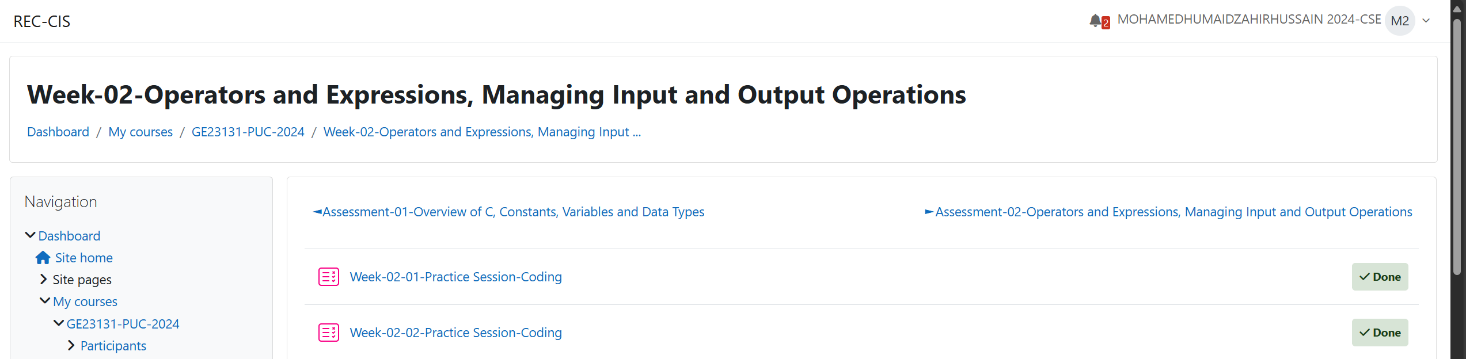 REC-CIS
2 MOHAMEDHUMAIDZAHIRHUSSAIN 2024-CSE M2
Week-02-Operators and Expressions, Managing Input and Output Operations
Dashboard / My courses / GE23131-PUC-2024 / Week-02-Operators and Expressions, Managing Input ...
Navigation
Dashboard
Site home
Site pages
My courses
GE23131-PUC-2024
Participants
◄Assessment-01-Overview of C, Constants, Variables and Data Types
►Assessment-02-Operators and Expressions, Managing Input and Output Operations
Week-02-01-Practice Session-Coding
Done
Week-02-02-Practice Session-Coding
Done